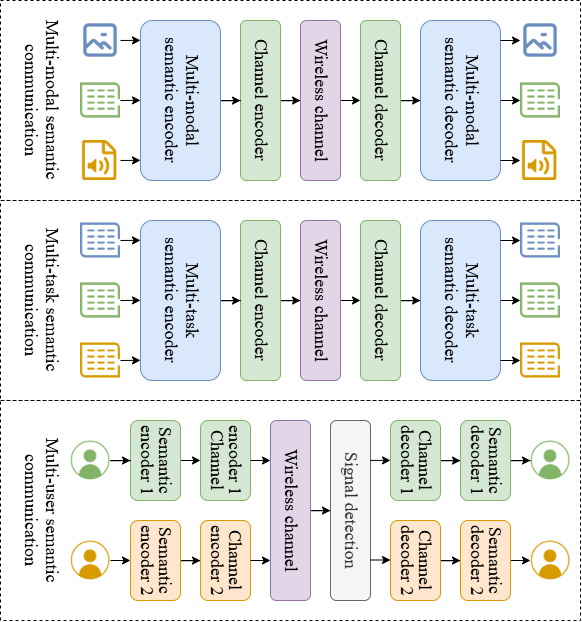 Multi-modal semantic
communication
Multi-modal
semantic encoder
Channel encoder
Wireless channel
Channel decoder
Multi-modal
semantic decoder
Multi-task semantic
communication
Multi-task
semantic encoder
Channel encoder
Wireless channel
Channel decoder
Multi-task
semantic decoder
Multi-user semantic
communication
Semantic
encoder 1
encoder 1
Channel
Semantic
encoder 2
Channel
encoder 2
Wireless channel
Signal detection
Channel
decoder 1
Semantic
decoder 1
Channel
decoder 2
Semantic
decoder 2